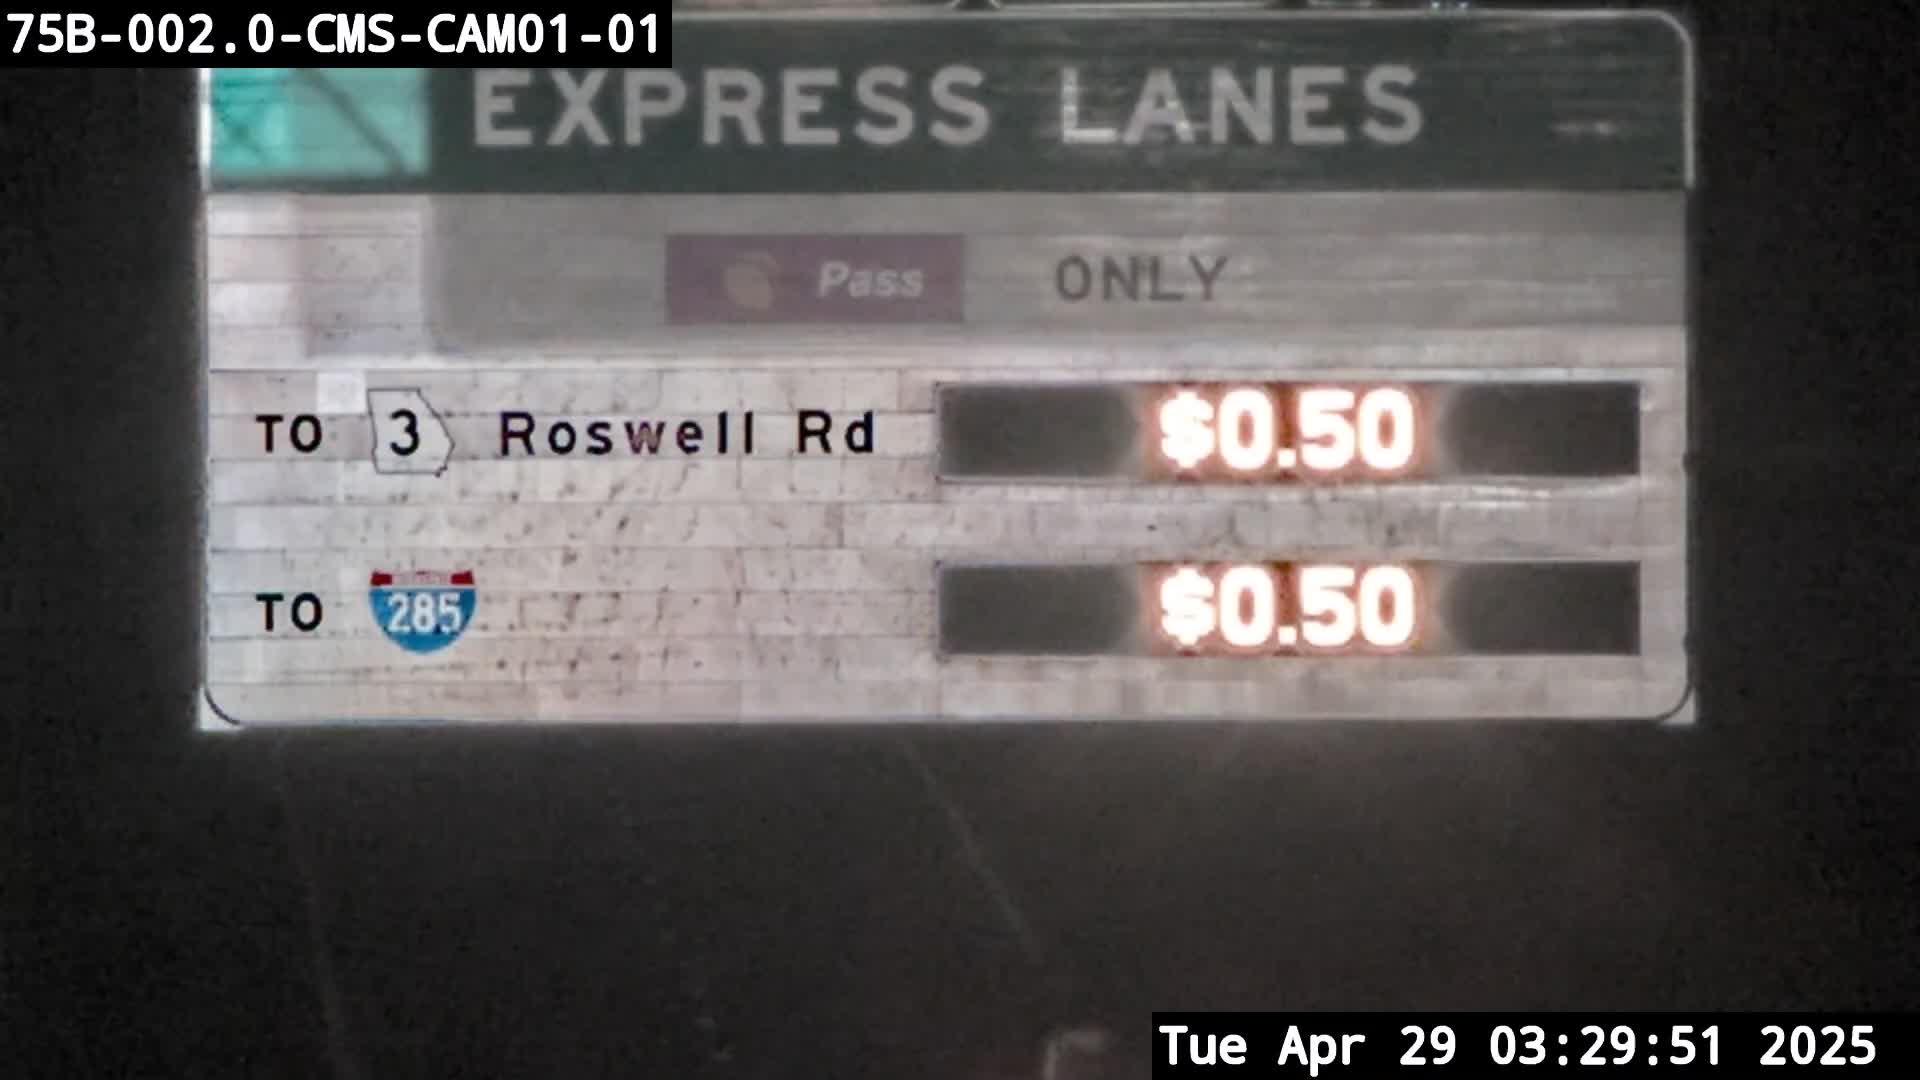 75B-002.0-CMS-CAM01-01
EXPRESS LANES
Pass ONLY
TO 3 Roswell Rd $0.50
TO 285 $0.50
Tue Apr 29 03:29:51 2025